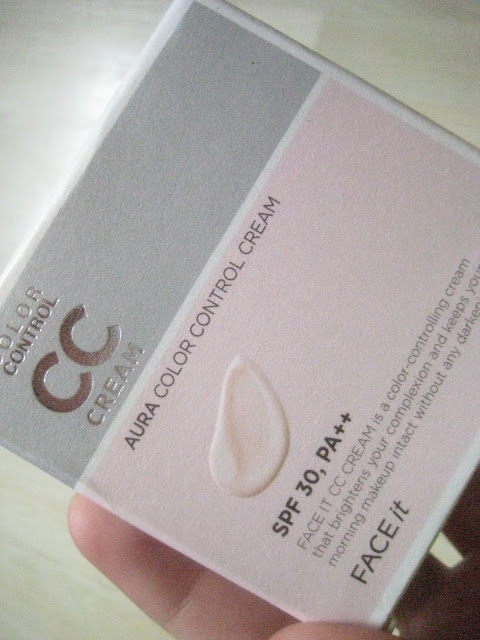 COLOR
CONTROL
CC
CREAM
AURA COLOR CONTROL CREAM
SPF 30, PA++
FACE IT CC CREAM is a color-controlling cream
that brightens your complexion and keeps your
morning makeup intact without any
FACE it